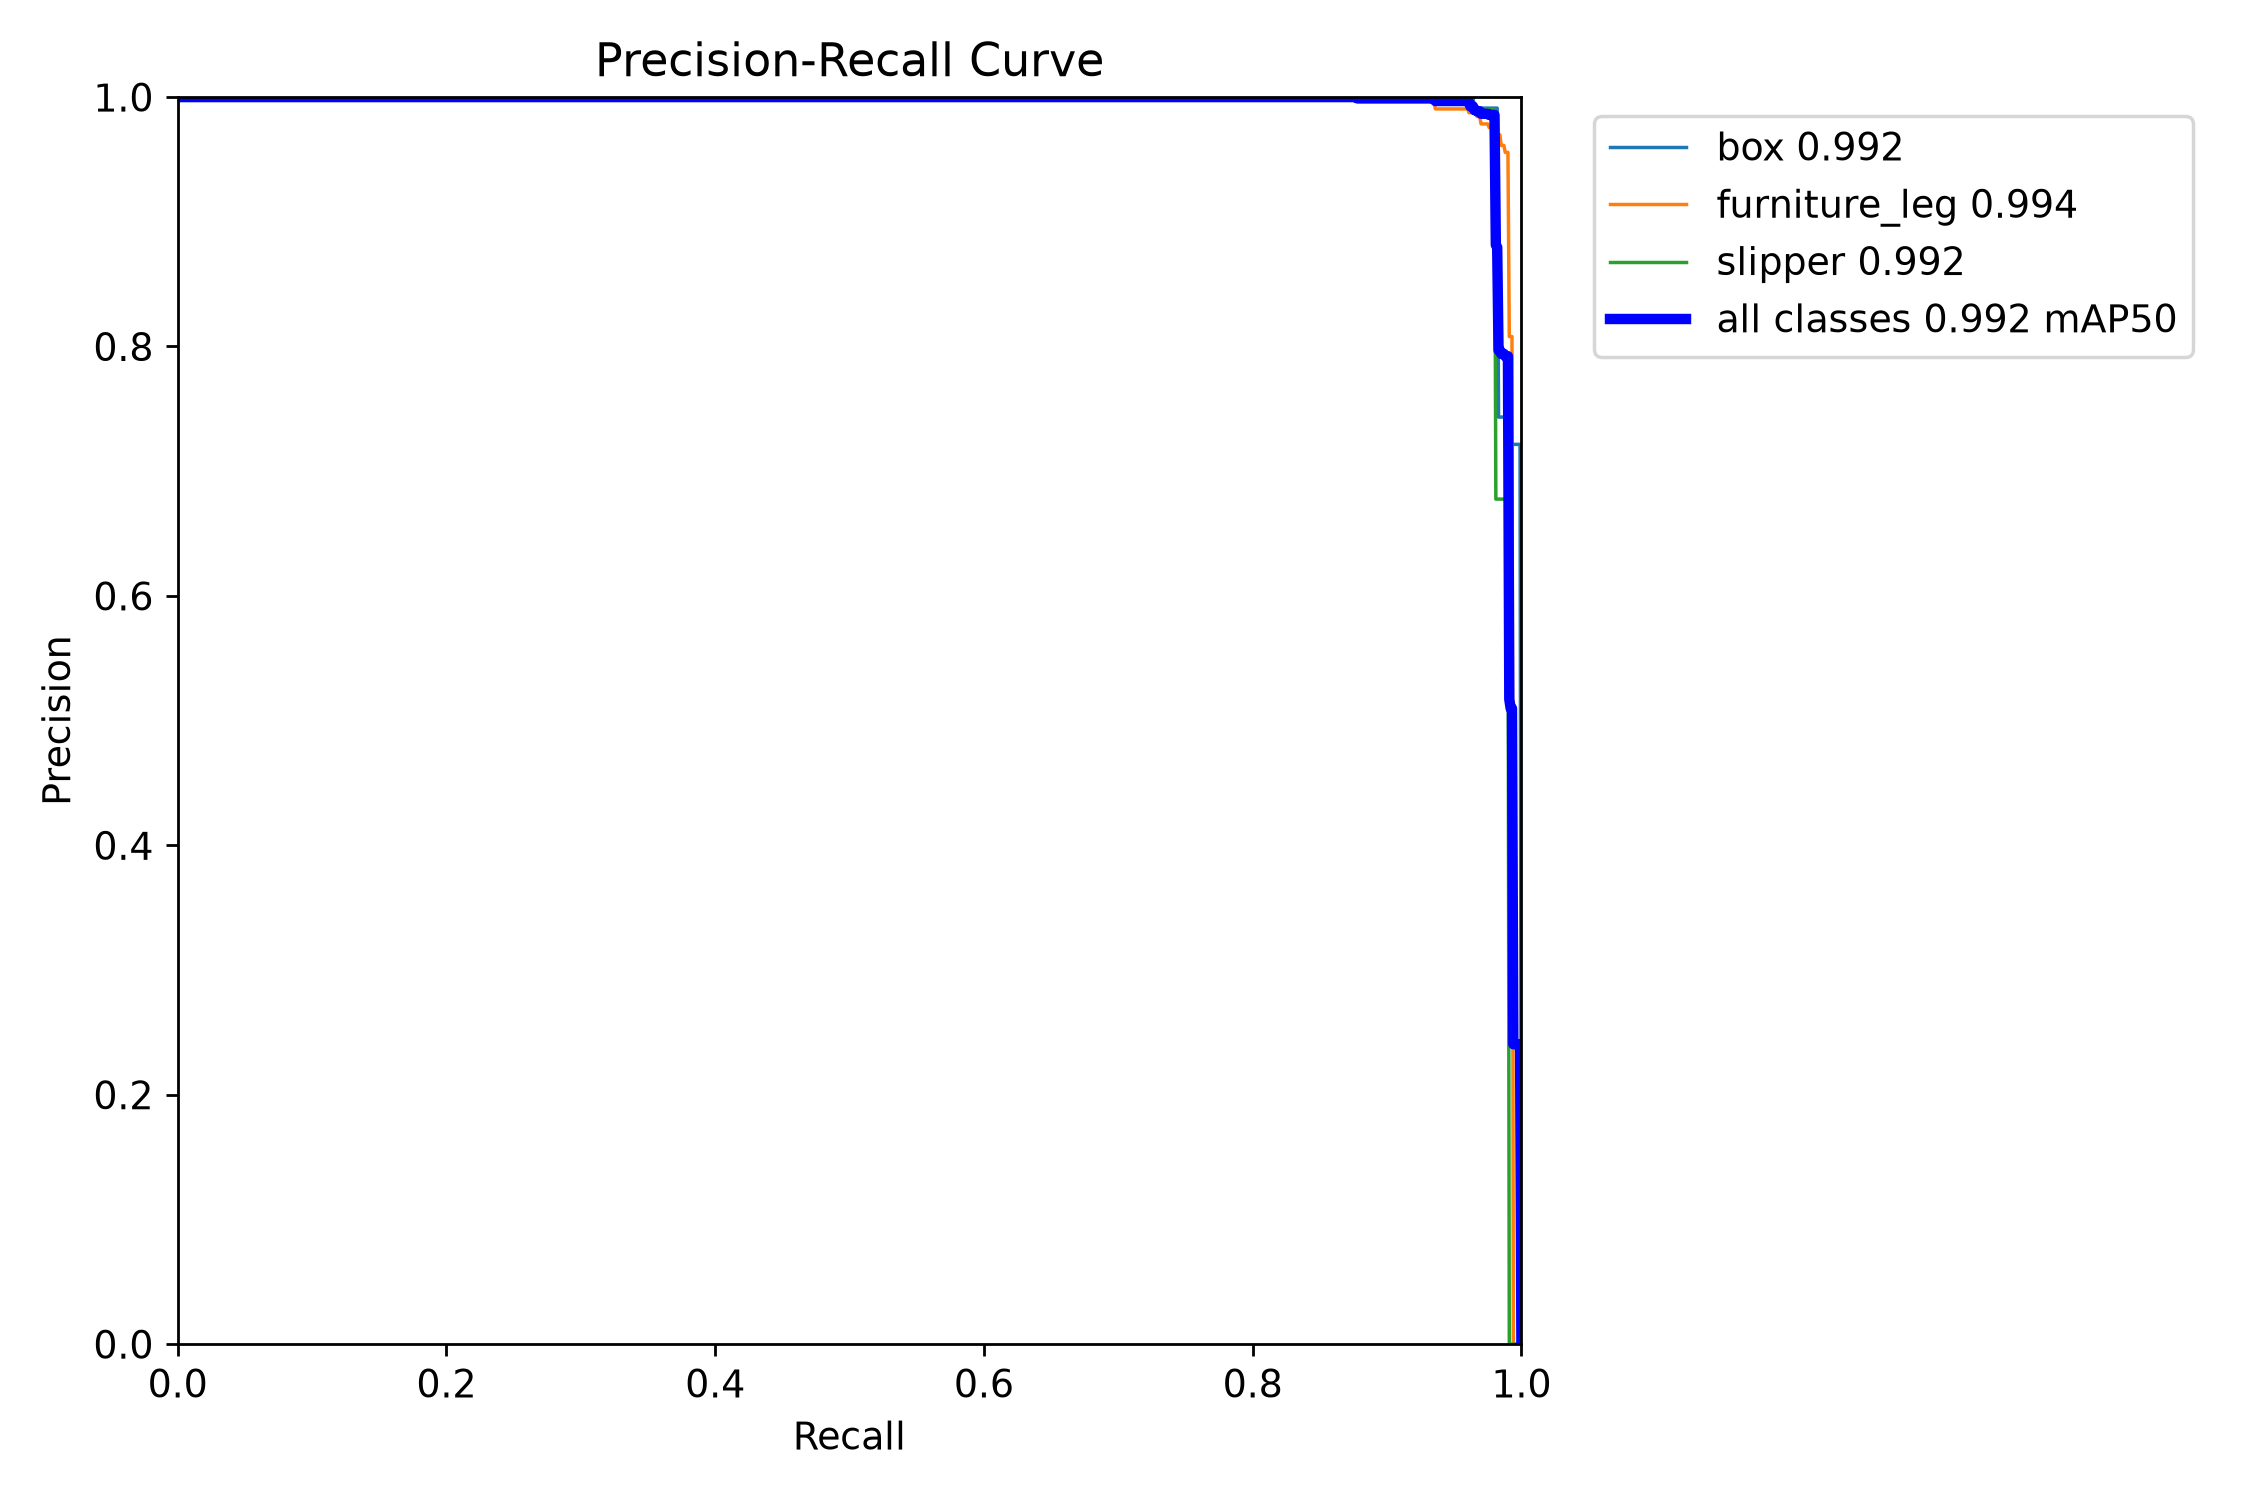 Precision-Recall Curve
1.0
0.8
0.6
0.4
0.2
0.0
Precision
0.0 0.2 0.4 0.6 0.8 1.0
Recall
box 0.992
furniture_leg 0.994
slipper 0.992
all classes 0.992 mAP50